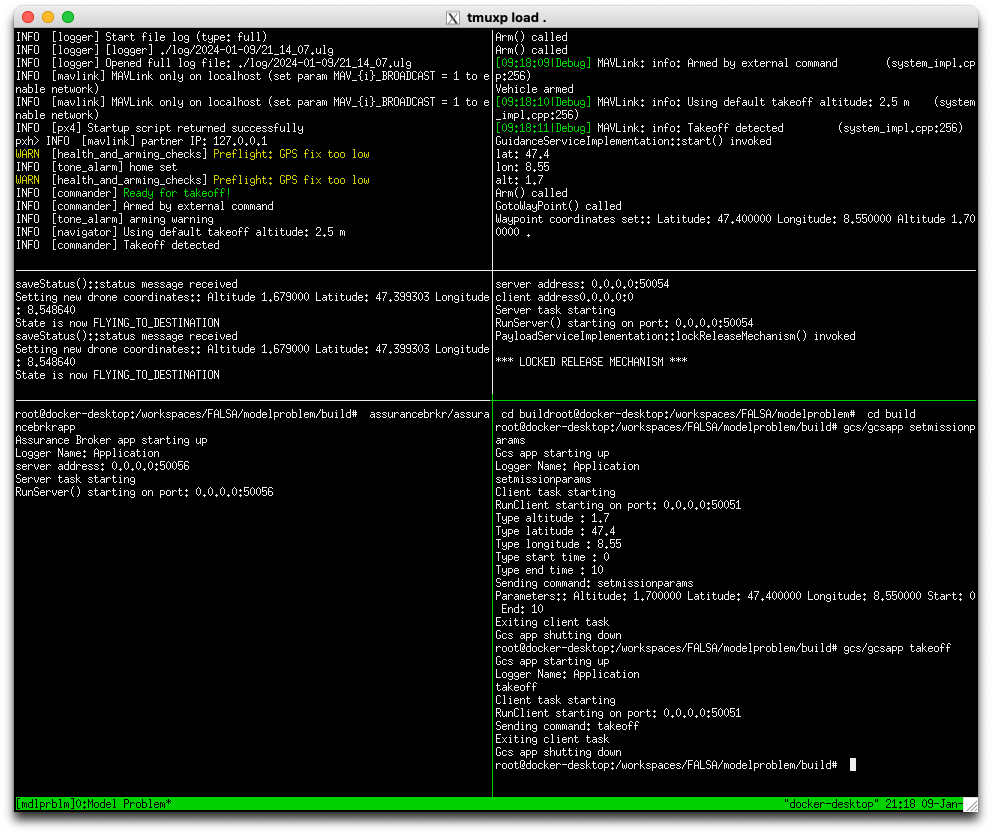 tmuxp load .
INFO  [logger] Start file log (type: full)
INFO  [logger] [logger] ./log/2024-01-09/21_14_07.ulg
INFO  [logger] Opened full log file: ./log/2024-01-09/21_14_07.ulg
INFO  [mavlink] MAVLink only on localhost (set param MAV_{i}_BROADCAST = 1 to e
nable network)
INFO  [mavlink] MAVLink only on localhost (set param MAV_{i}_BROADCAST = 1 to e
nable network)
INFO  [px4] Startup script returned successfully
pxh> INFO  [mavlink] partner IP: 127.0.0.1
WARN  [health_and_arming_checks] Preflight: GPS fix too low
INFO  [tone_alarm] home set
WARN  [health_and_arming_checks] Preflight: GPS fix too low
INFO  [commander] Ready for takeoff!
INFO  [commander] Armed by external command
INFO  [tone_alarm] arming warning
INFO  [navigator] Using default takeoff altitude: 2.5 m
INFO  [commander] Takeoff detected
Arm() called
Arm() called
[09:18:09|Debug] MAVLink: info: Armed by external command        (system_impl.cp
p:256)
Vehicle armed
[09:18:10|Debug] MAVLink: info: Using default takeoff altitude: 2.5 m    (system
_impl.cpp:256)
[09:18:11|Debug] MAVLink: info: Takeoff detected         (system_impl.cpp:256)
GuidanceServiceImplementation::start() invoked
lat: 47.4
lon: 8.55
alt: 1.7
Arm() called
GotoWayPoint() called
Waypoint coordinates set:: Latitude: 47.400000 Longitude: 8.550000 Altitude 1.70
0000 .
saveStatus()::status message received
Setting new drone coordinates:: Altitude 1.679000 Latitude: 47.399303 Longitude
: 8.548640
State is now FLYING_TO_DESTINATION
saveStatus()::status message received
Setting new drone coordinates:: Altitude 1.679000 Latitude: 47.399303 Longitude
: 8.548640
State is now FLYING_TO_DESTINATION
server address: 0.0.0.0:50054
client address0.0.0.0:0
Server task starting
RunServer() starting on port: 0.0.0.0:50054
PayloadServiceImplementation::lockReleaseMechanism() invoked
*** LOCKED RELEASE MECHANISM ***
root@docker-desktop:/workspaces/FALSA/modelproblem/build#  assurancebrkr/assura
ncebrkrapp
Assurance Broker app starting up
Logger Name: Application
server address: 0.0.0.0:50056
Server task starting
RunServer() starting on port: 0.0.0.0:50056
cd buildroot@docker-desktop:/workspaces/FALSA/modelproblem#  cd build
root@docker-desktop:/workspaces/FALSA/modelproblem/build# gcs/gcsapp setmissionp
arams
Gcs app starting up
Logger Name: Application
setmissionparams
Client task starting
RunClient starting on port: 0.0.0.0:50051
Type altitude : 1.7
Type latitude : 47.4
Type longitude : 8.55
Type start time : 0
Type end time : 10
Sending command: setmissionparams
Parameters:: Altitude: 1.700000 Latitude: 47.400000 Longitude: 8.550000 Start: 0
End: 10
Exiting client task
Gcs app shutting down
root@docker-desktop:/workspaces/FALSA/modelproblem/build# gcs/gcsapp takeoff
Gcs app starting up
Logger Name: Application
takeoff
Client task starting
RunClient starting on port: 0.0.0.0:50051
Sending command: takeoff
Exiting client task
Gcs app shutting down
root@docker-desktop:/workspaces/FALSA/modelproblem/build#
[mdlprblm]0:Model Problem*
"docker-desktop" 21:18 09-Jan-